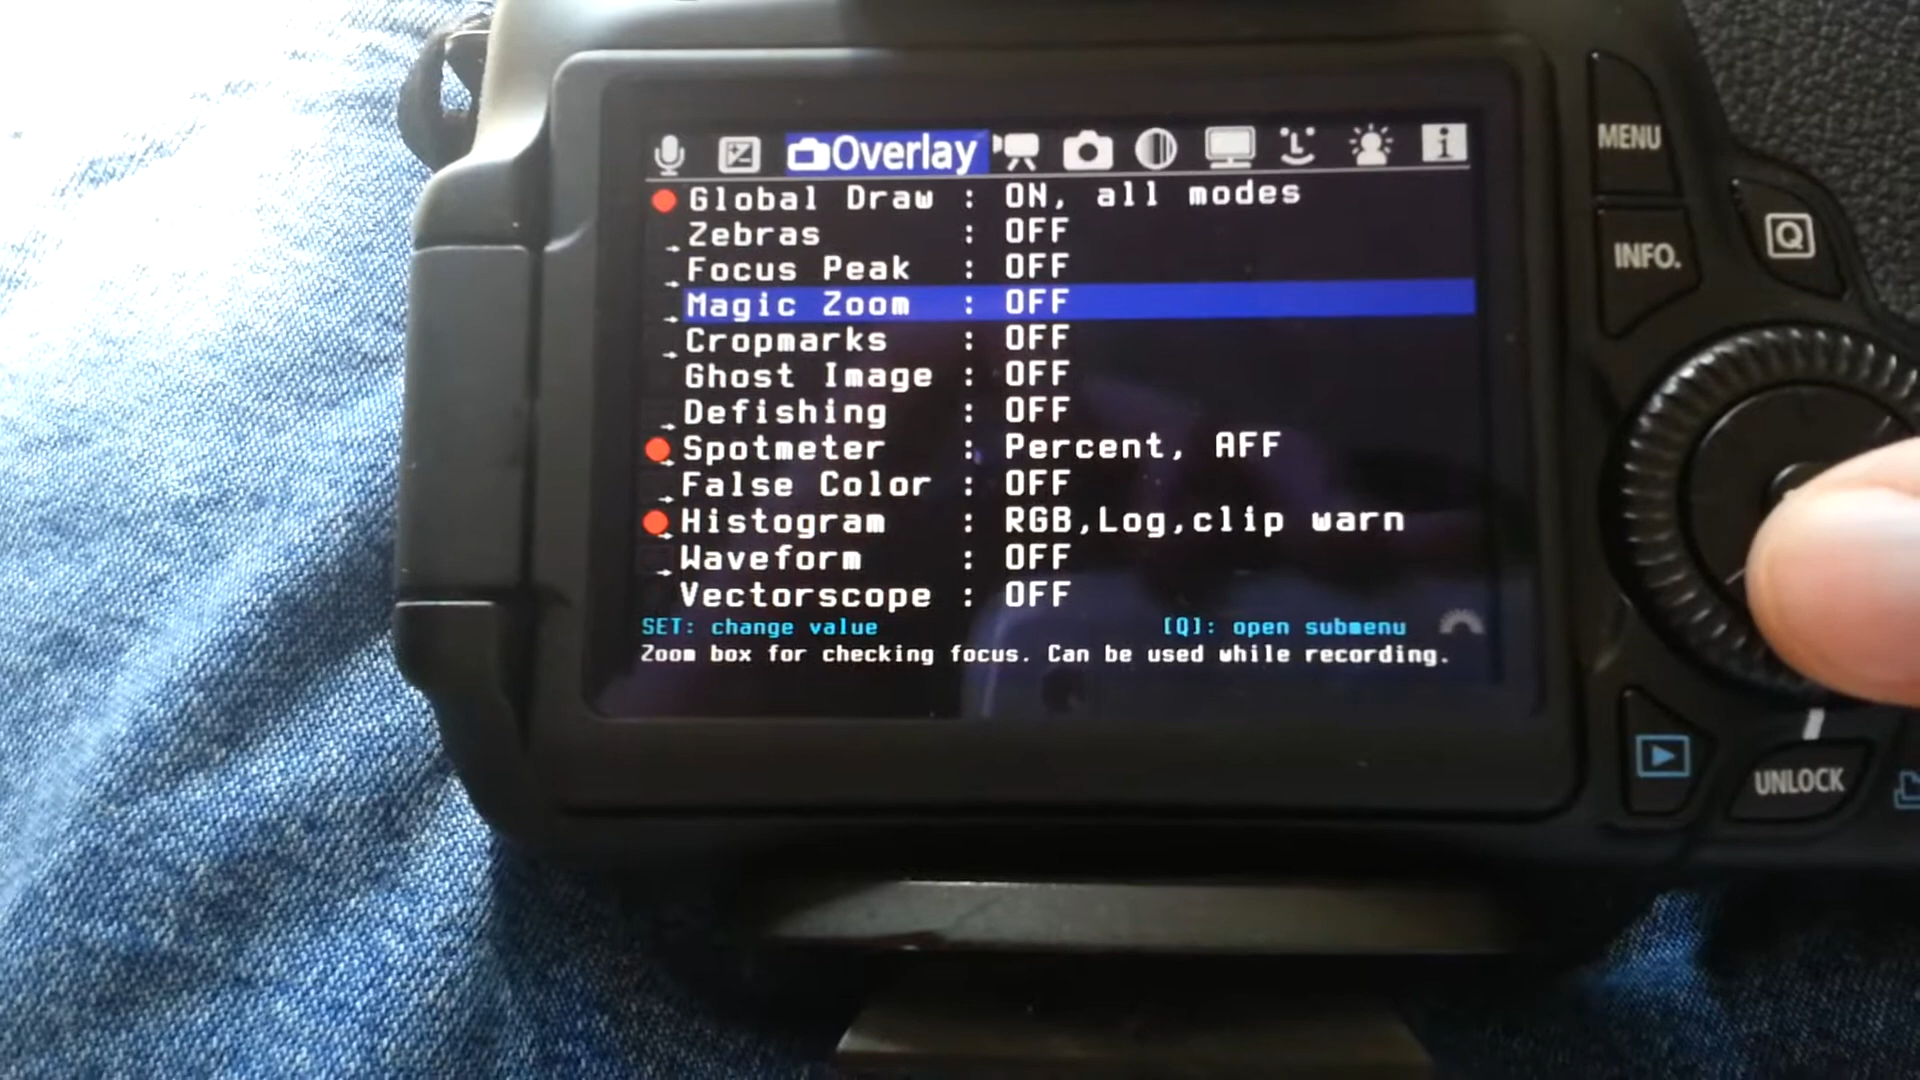 Overlay
Global Draw : ON, all modes
Zebras : OFF
Focus Peak : OFF
Magic Zoom : OFF
Cropmarks : OFF
Ghost Image : OFF
Defishing : OFF
Spotmeter : Percent, AFF
False Color : OFF
Histogram : RGB,Log,clip warn
Waveform : OFF
Vectorscope : OFF
SET: change value [Q]: open submenu
Zoom box for checking focus. Can be used while recording.
MENU
Q
INFO.
UNLOCK